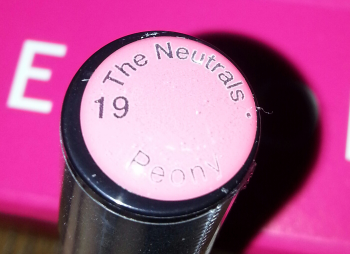 E
The Neutrals.
19
Peony